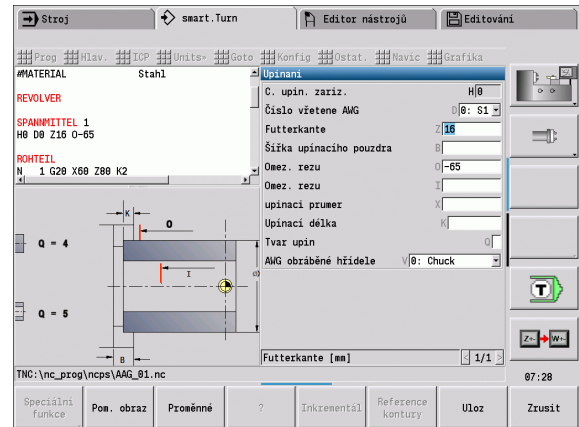 Stroj
smart.Turn
Editor nástrojů
Editování
Prog Hlav. ICP Units» Goto Konfig Ostat. Navic Grafika
#MATERIAL Stahl
REVOLVER
SPANNMITTEL 1
H0 D0 Z16 O-65
ROHTEIL
N 1 G20 X60 Z80 K2
Upinani
C. upin. zariz. H 0
Číslo vřetene AWG D 0: S1
Futterkante Z 16
Šířka upínacího pouzdra B
Omez. rezu O -65
Omez. rezu I
upinaci prumer X
Upínací délka K
Tvar upin Q
AWG obráběné hřídele V 0: Chuck
K
O
Q = 4
I
Q = 5
B
Futterkante [mm] < 1/1 >
T
Z+- W+-
TNC:\nc_prog\ncps\AAG_01.nc
07:28
Speciální funkce
Pom. obraz
Proměnné
?
Inkrementál
Reference kontury
Uloz
Zrusit